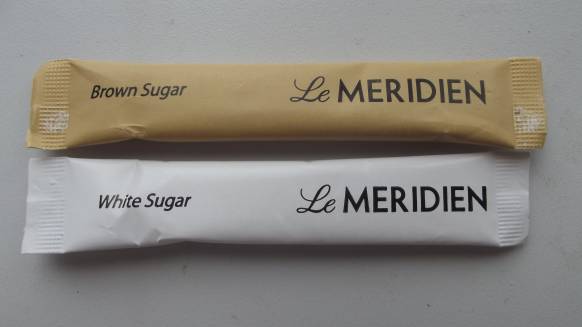 Brown Sugar Le MERIDIEN
White Sugar Le MERIDIEN